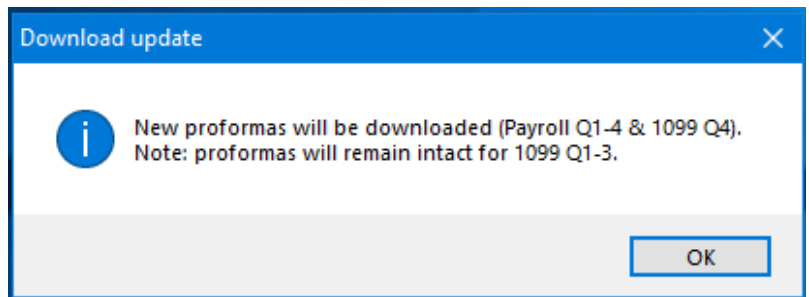 Download update
New proformas will be downloaded (Payroll Q1-4 & 1099 Q4).
Note: proformas will remain intact for 1099 Q1-3.
OK